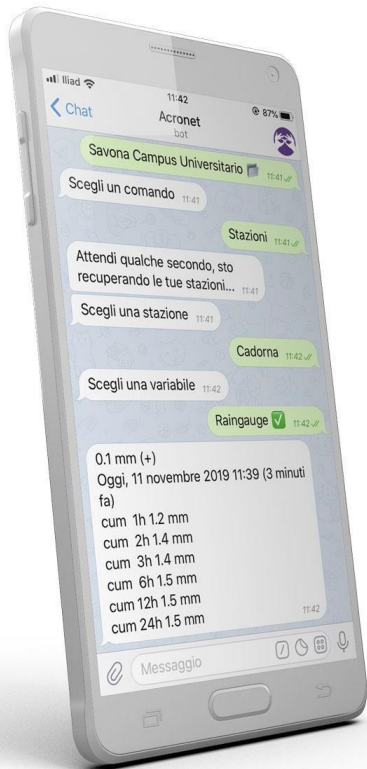 Iliad
11:42
87%
Chat
Acronet
bot
Savona Campus Universitario
11:41
Scegli un comando 11:41
Stazioni 11:41
Attendi qualche secondo, sto
recuperando le tue stazioni... 11:41
Scegli una stazione 11:41
Cadorna 11:42
Scegli una variabile 11:42
Raingauge ✅ 11:42
0.1 mm (+)
Oggi, 11 novembre 2019 11:39 (3 minuti
fa)
cum 1h 1.2 mm
cum 2h 1.4 mm
cum 3h 1.4 mm
cum 6h 1.5 mm
cum 12h 1.5 mm
cum 24h 1.5 mm
11:42
Messaggio